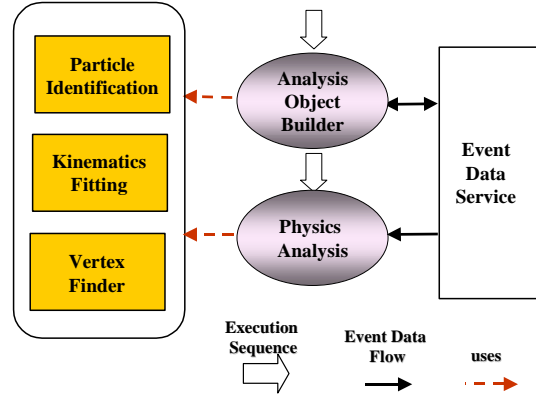 Particle
Identification
Kinematics
Fitting
Vertex
Finder
Analysis
Object
Builder
Physics
Analysis
Event
Data
Service
Execution
Sequence
Event Data
Flow
uses